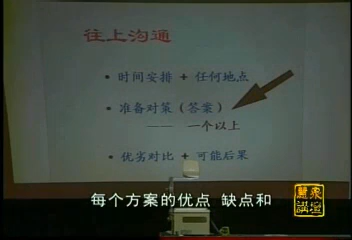 往上沟通
• 时间安排 + 任何地点
• 准备对策（答案）
—— 一个以上
• 优劣对比 + 可能后果
每个方案的优点 缺点和